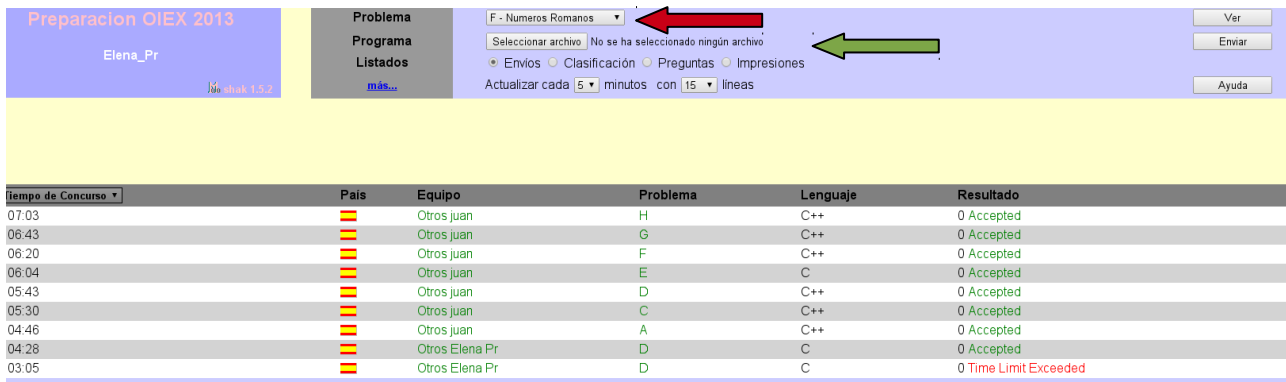 Preparacion OIEX 2013
Elena_Pr
shak 1.5.2
Problema F - Numeros Romanos Ver
Programa Seleccionar archivo No se ha seleccionado ningún archivo Enviar
Listados Envíos Clasificación Preguntas Impresiones
más... Actualizar cada 5 minutos con 15 líneas Ayuda
Tiempo de Concurso País Equipo Problema Lenguaje Resultado
07:03 Otros juan H C++ 0 Accepted
06:43 Otros juan G C++ 0 Accepted
06:20 Otros juan F C++ 0 Accepted
06:04 Otros juan E C 0 Accepted
05:43 Otros juan D C++ 0 Accepted
05:30 Otros juan C C++ 0 Accepted
04:46 Otros juan A C++ 0 Accepted
04:28 Otros Elena Pr D C 0 Accepted
03:05 Otros Elena Pr D C 0 Time Limit Exceeded